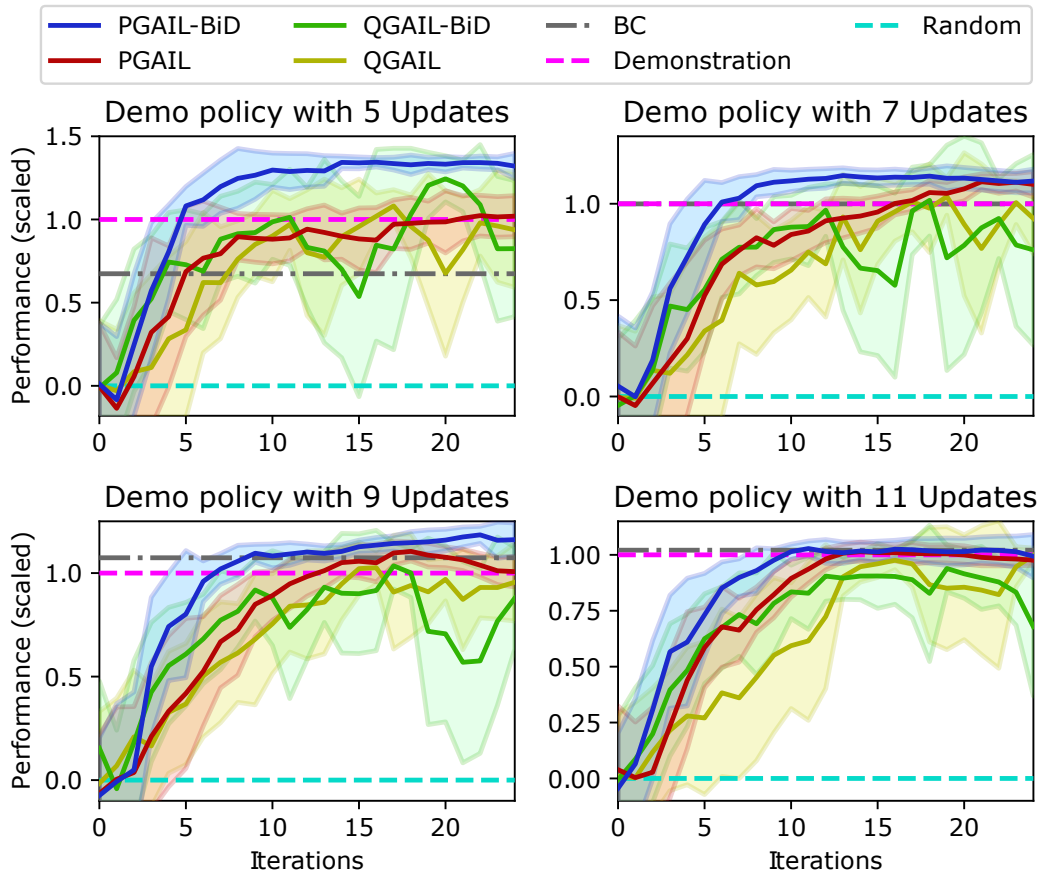 PGAIL-BiD QGAIL-BiD BC Random
PGAIL QGAIL Demonstration
Demo policy with 5 Updates
1.5
1.0
0.5
0.0
Performance (scaled)
0 5 10 15 20
Demo policy with 7 Updates
1.0
0.5
0.0
0 5 10 15 20
Demo policy with 9 Updates
1.0
0.5
0.0
Performance (scaled)
0 5 10 15 20
Iterations
Demo policy with 11 Updates
1.00
0.75
0.50
0.25
0.00
0 5 10 15 20
Iterations